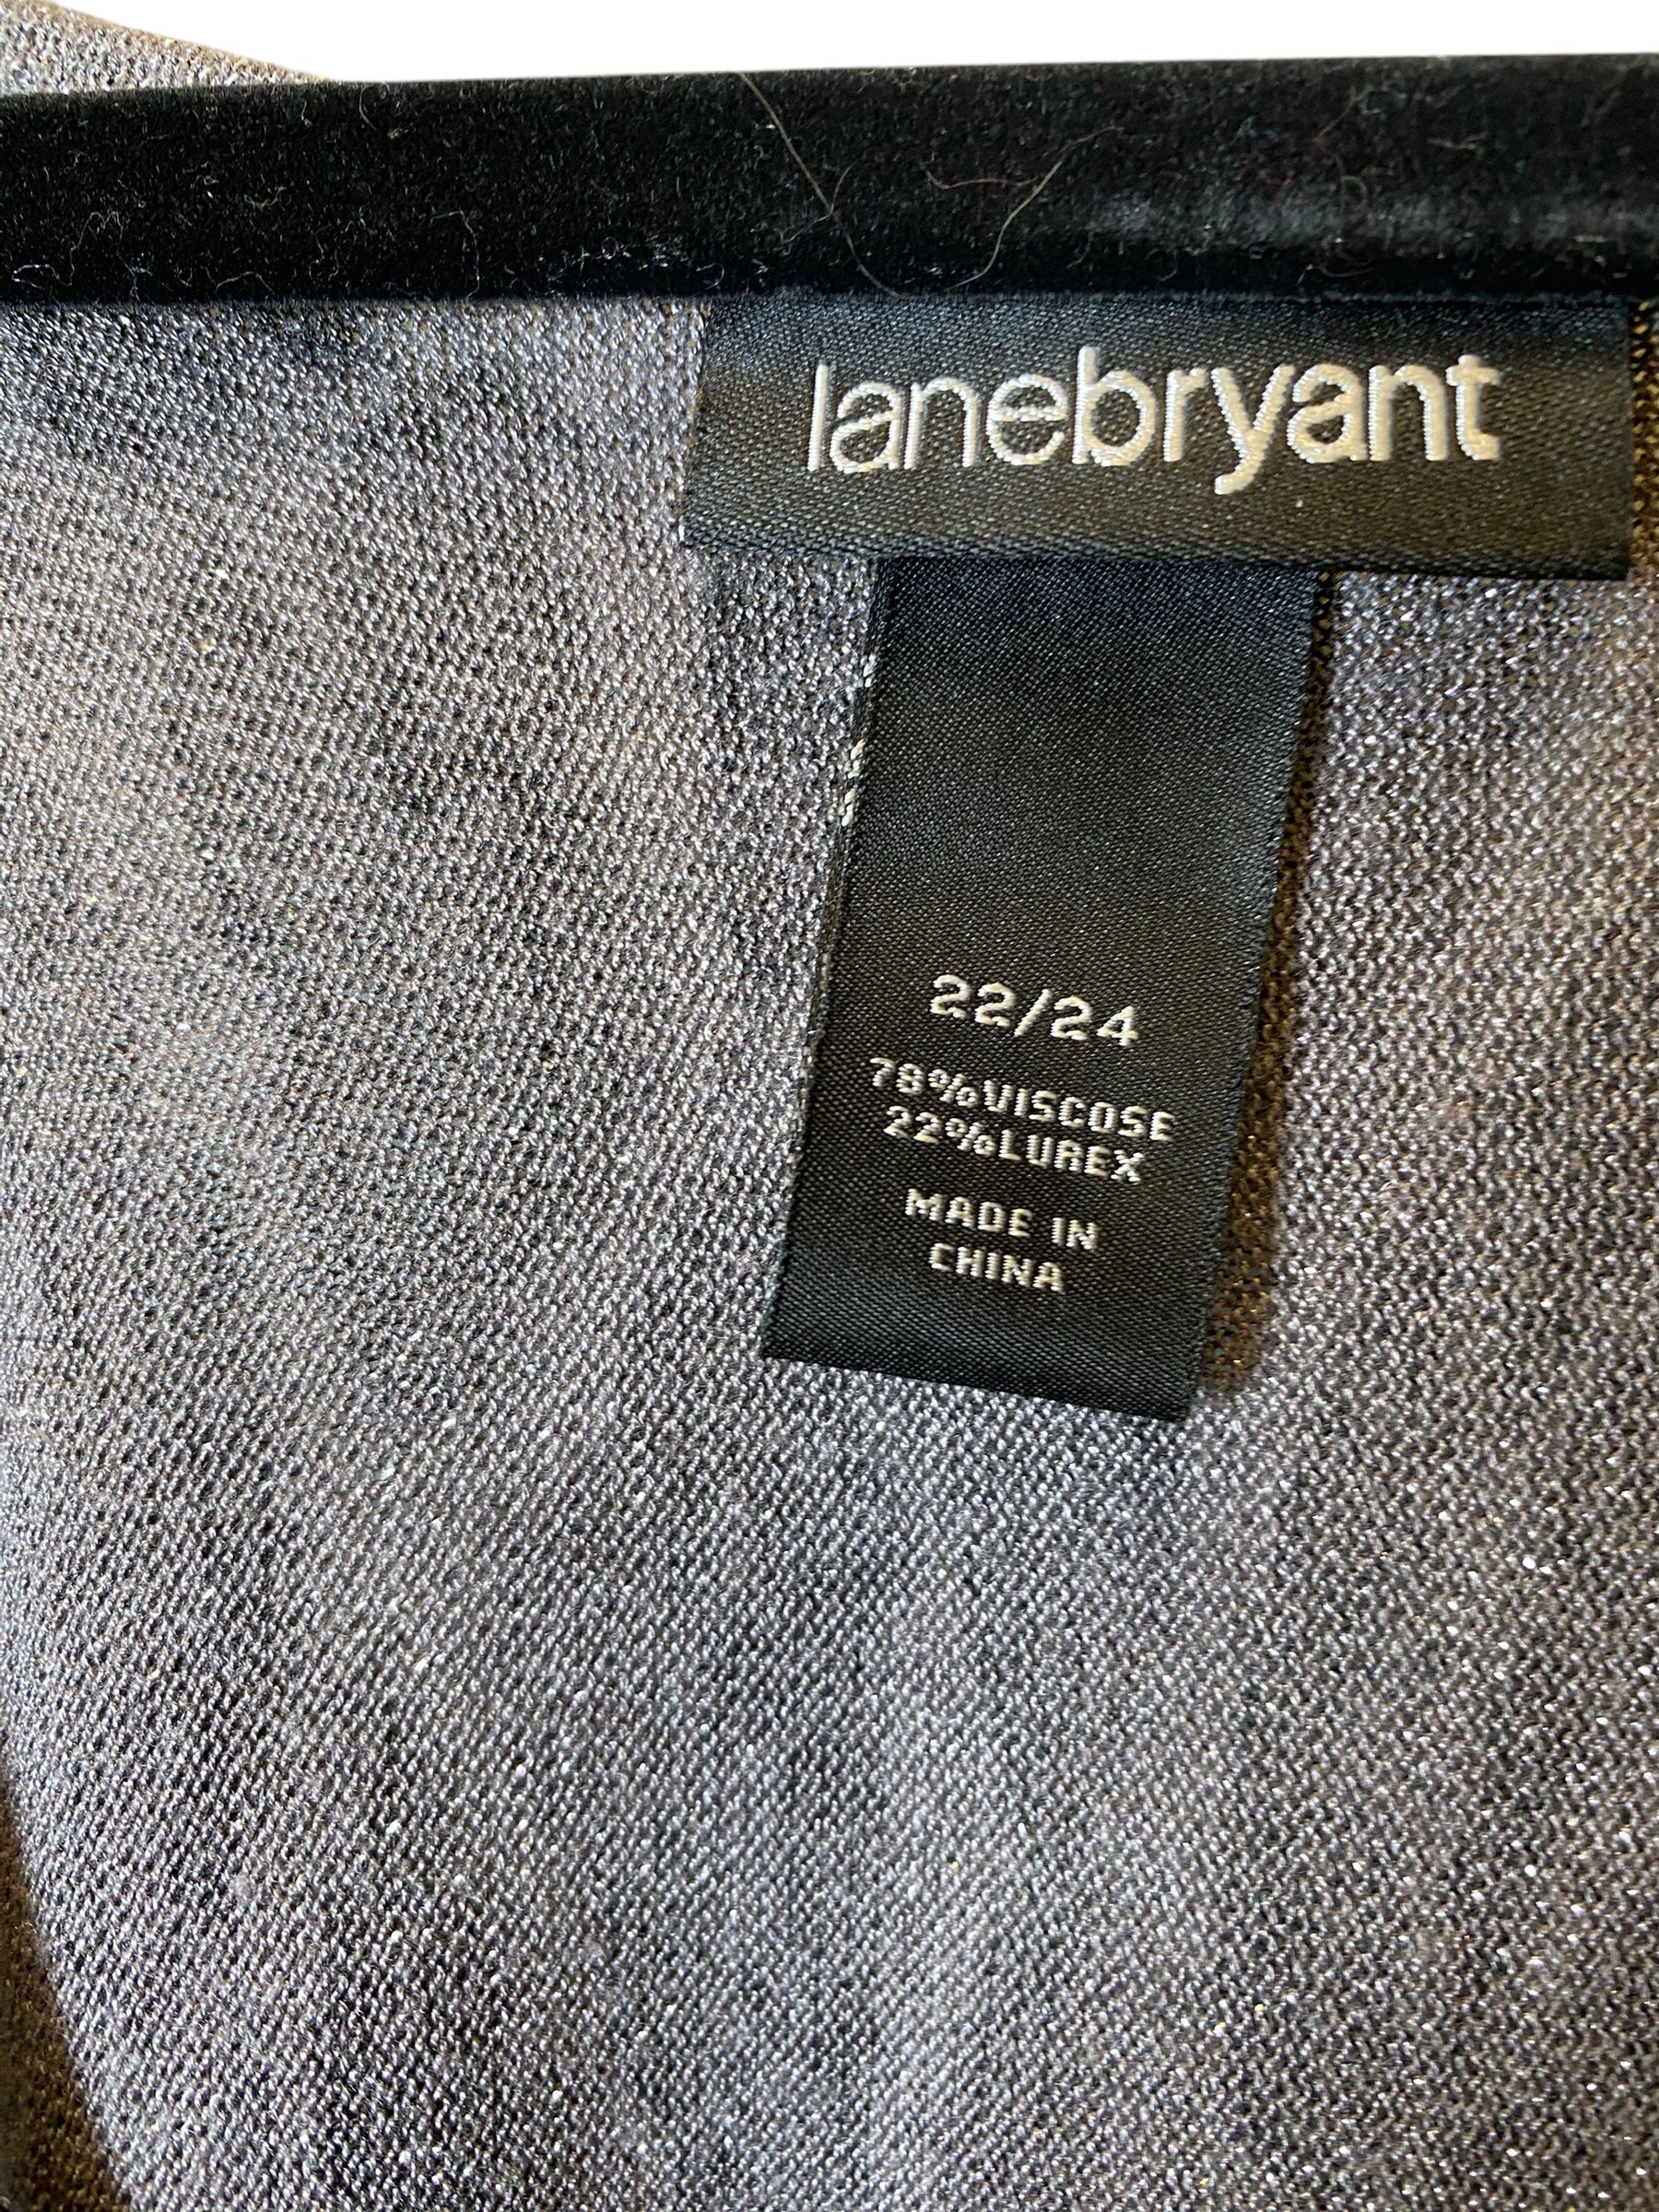 lanebryant
22/24
78%VISCOSE
22%LUREX
MADE IN
CHINA